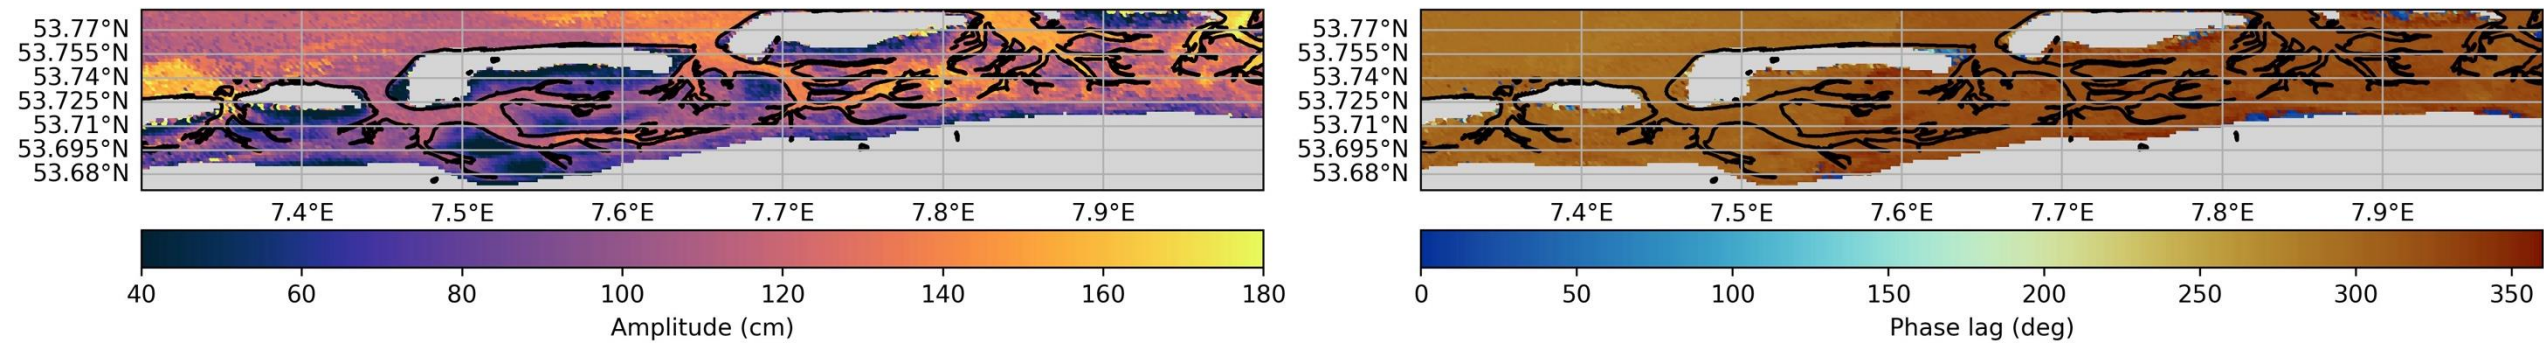 53.77°N
53.755°N
53.74°N
53.725°N
53.71°N
53.695°N
53.68°N
7.4°E 7.5°E 7.6°E 7.7°E 7.8°E 7.9°E
40 60 80 100 120 140 160 180
Amplitude (cm)
53.77°N
53.755°N
53.74°N
53.725°N
53.71°N
53.695°N
53.68°N
7.4°E 7.5°E 7.6°E 7.7°E 7.8°E 7.9°E
0 50 100 150 200 250 300 350
Phase lag (deg)